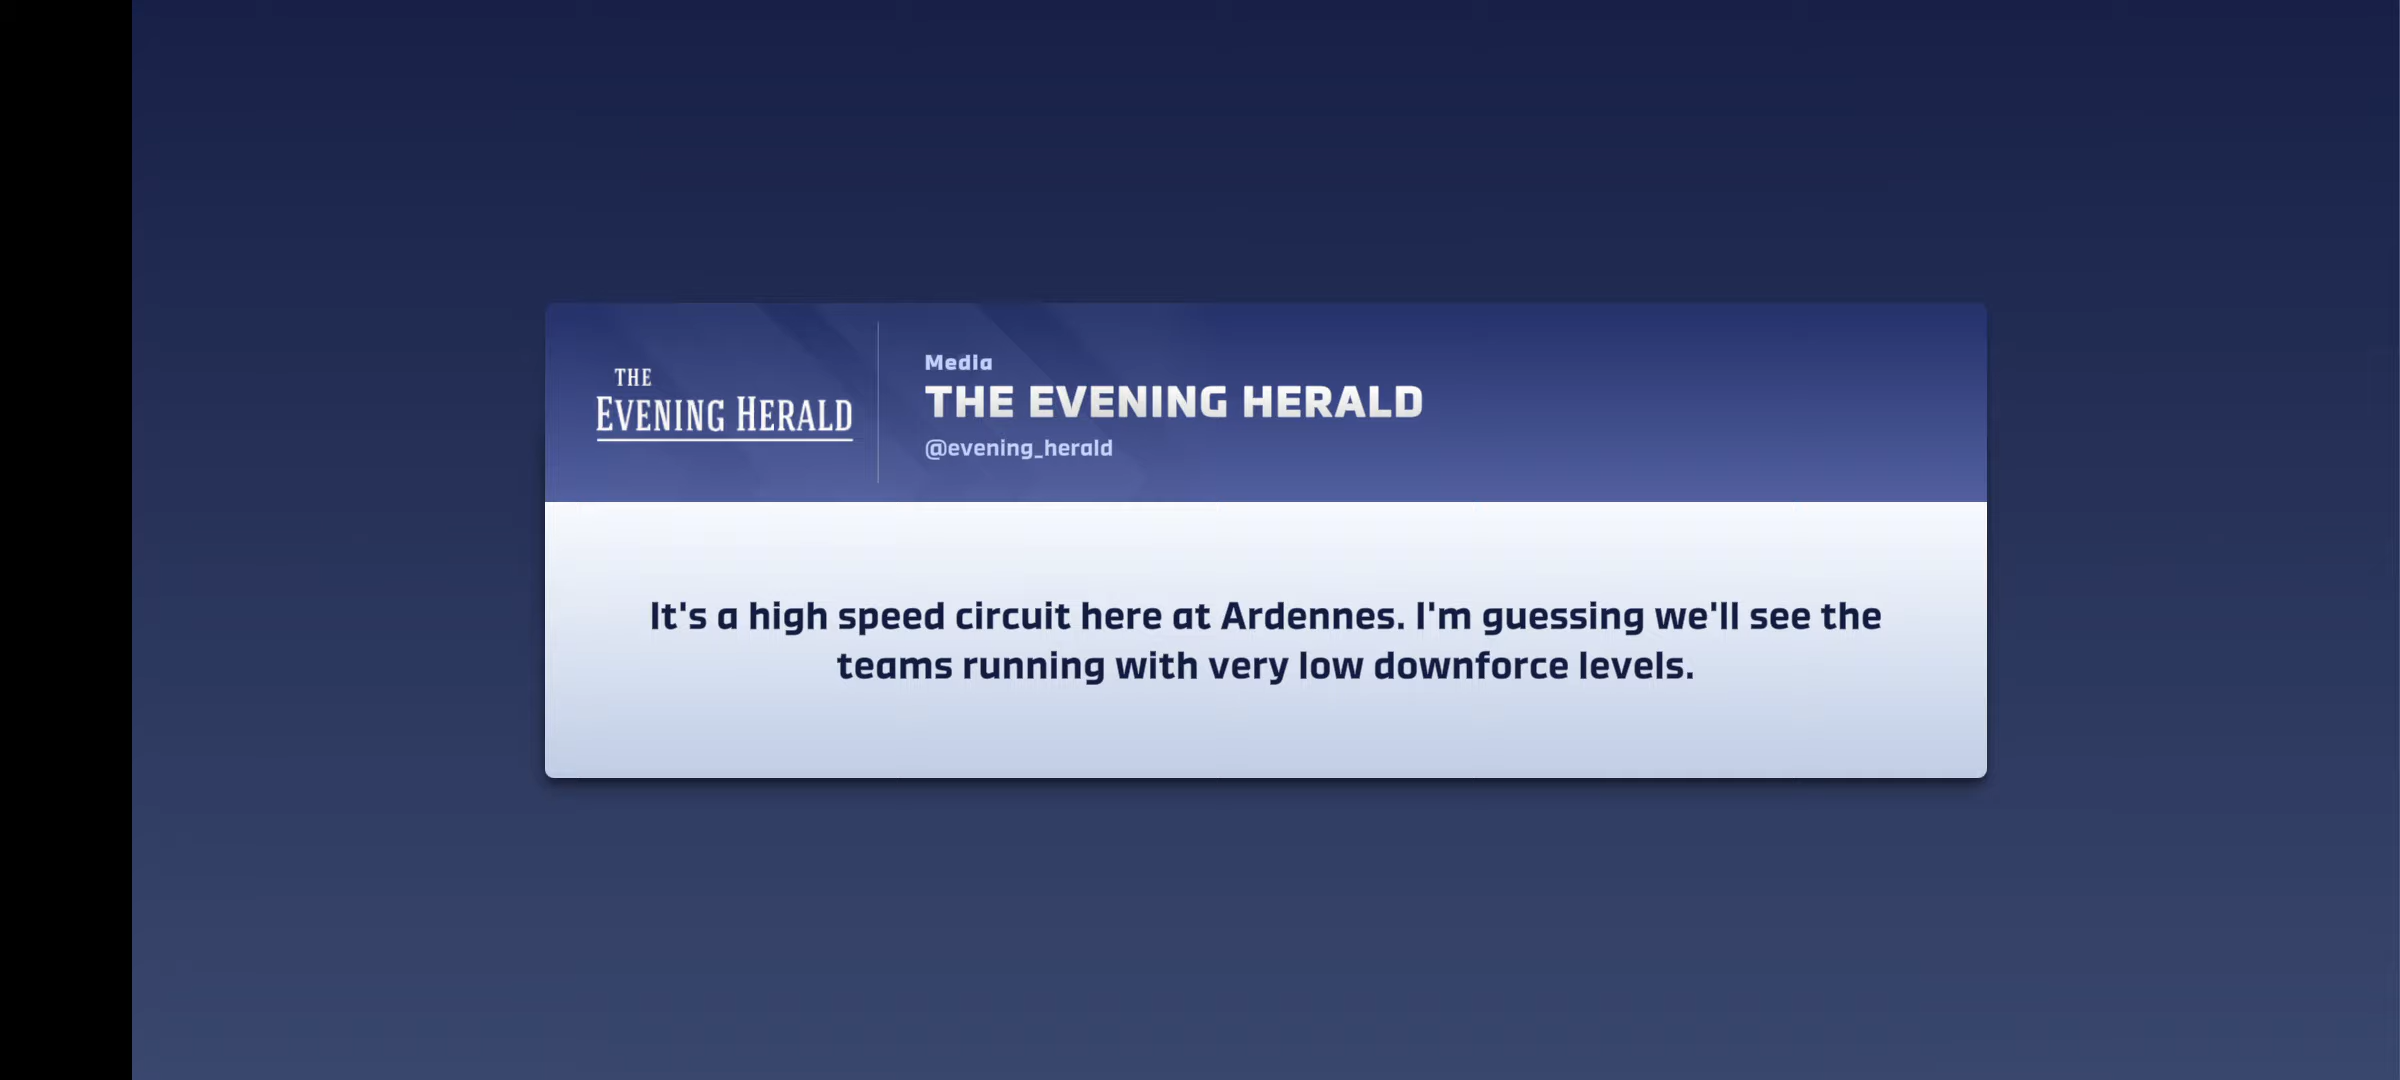 THE
EVENING HERALD
Media
THE EVENING HERALD
@evening_herald
It's a high speed circuit here at Ardennes. I'm guessing we'll see the
teams running with very low downforce levels.